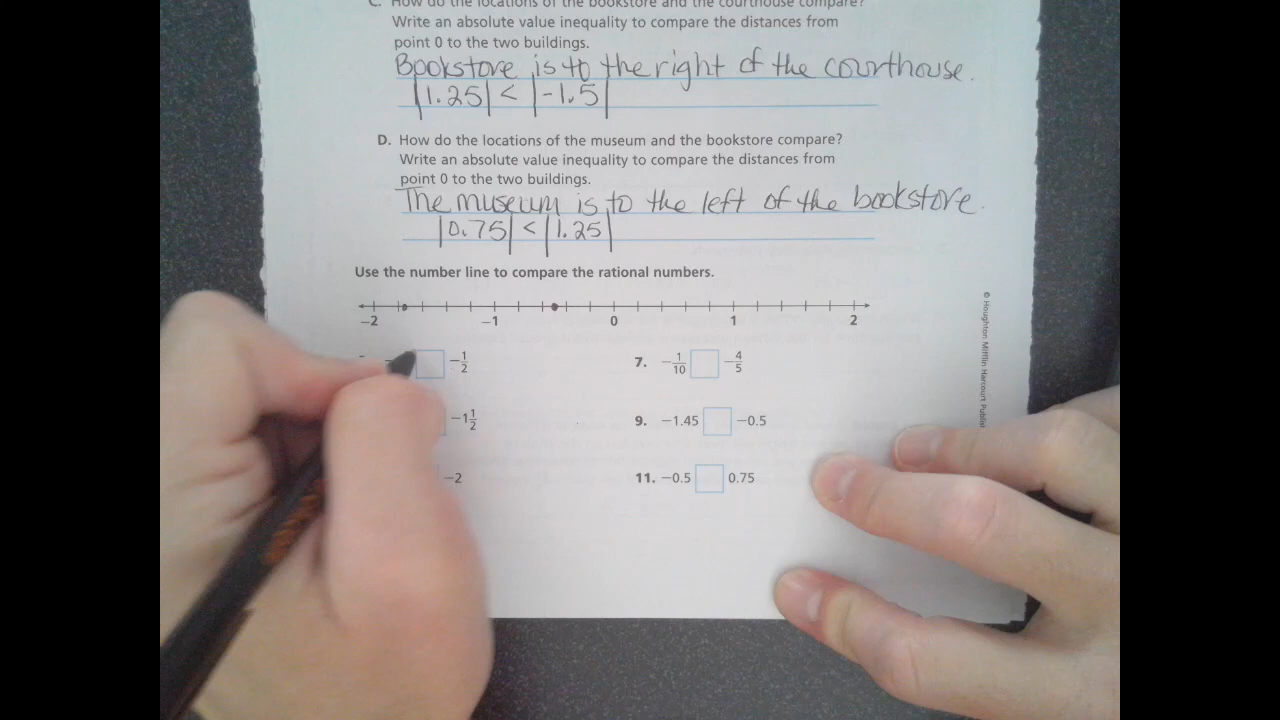 C. How do the locations of the bookstore and the courthouse compare?
Write an absolute value inequality to compare the distances from
point 0 to the two buildings.
Bookstore is to the right of the courthouse.
|1.25| < |-1.5|
D. How do the locations of the museum and the bookstore compare?
Write an absolute value inequality to compare the distances from
point 0 to the two buildings.
The museum is to the left of the bookstore.
|0.75| < |1.25|
Use the number line to compare the rational numbers.
−2 −1 0 1 2
−1/2
7. −1/10 −4/5
−1 1/2
9. −1.45 −0.5
−2
11. −0.5 0.75
© Houghton Mifflin Harcourt